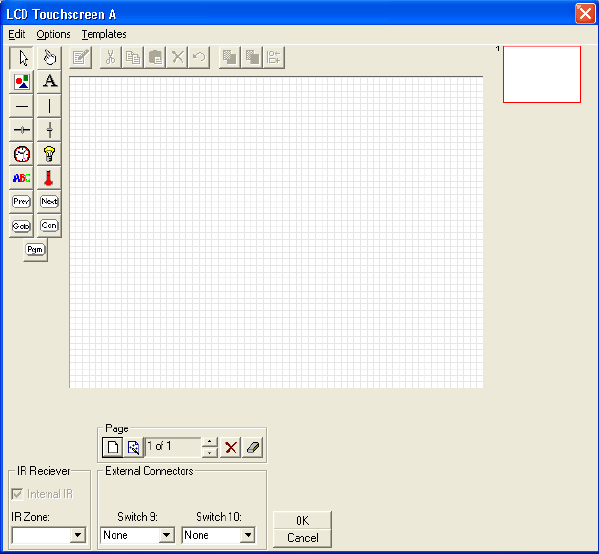 LCD Touchscreen A
Edit Options Templates
1
A
ABC
Prev Next
Goto Con
Pgm
Page
1 of 1
IR Reciever
External Connectors
Internal IR
IR Zone:
Switch 9: Switch 10:
None None
OK
Cancel